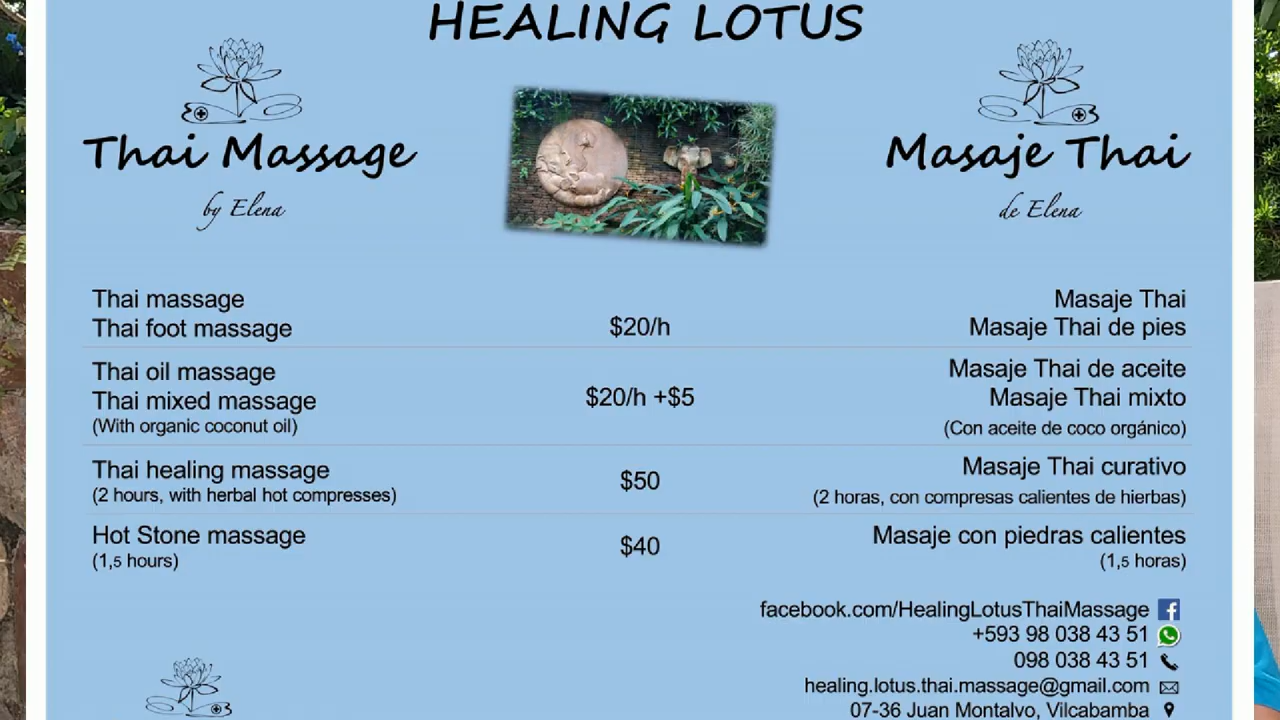 HEALING LOTUS
Thai Massage
by Elena
Masaje Thai
de Elena
Thai massage
Thai foot massage
$20/h
Masaje Thai
Masaje Thai de pies
Thai oil massage
Thai mixed massage
(With organic coconut oil)
$20/h +$5
Masaje Thai de aceite
Masaje Thai mixto
(Con aceite de coco orgánico)
Thai healing massage
(2 hours, with herbal hot compresses)
$50
Masaje Thai curativo
(2 horas, con compresas calientes de hierbas)
Hot Stone massage
(1,5 hours)
$40
Masaje con piedras calientes
(1,5 horas)
facebook.com/HealingLotusThaiMassage
+593 98 038 43 51
098 038 43 51
healing.lotus.thai.massage@gmail.com
07-36 Juan Montalvo, Vilcabamba